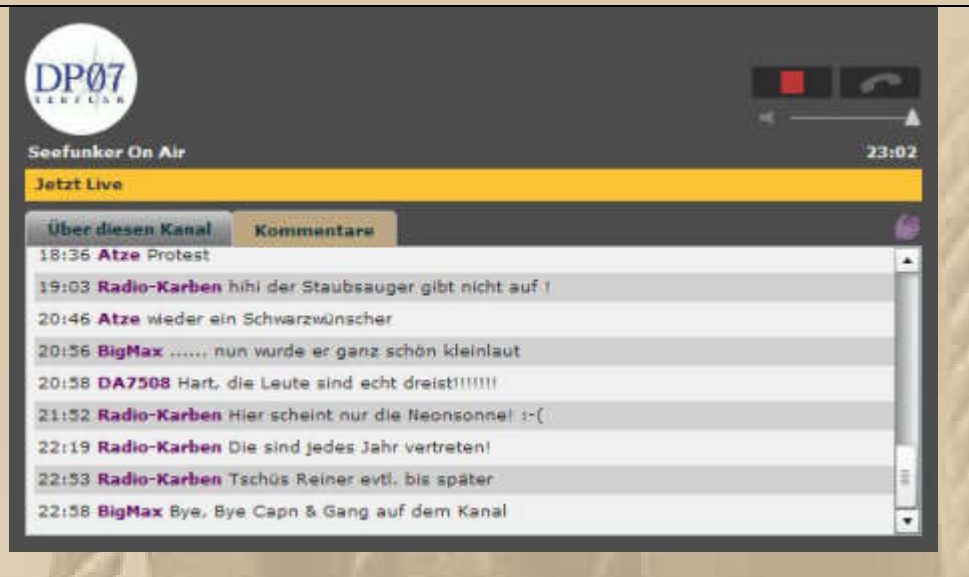 DP07
SEEFUNK
Seefunker On Air
23:02
Jetzt Live
Über diesen Kanal
Kommentare
18:36 Atze Protest
19:03 Radio-Karben hihi der Staubsauger gibt nicht auf !
20:46 Atze wieder ein Schwarzwünscher
20:56 BigMax ...... nun wurde er ganz schön kleinlaut
20:58 DA7508 Hart, die Leute sind echt dreist!!!!!!!
21:52 Radio-Karben Hier scheint nur die Neonsonne! :-(
22:19 Radio-Karben Die sind jedes Jahr vertreten!
22:53 Radio-Karben Tschüs Reiner evtl. bis später
22:58 BigMax Bye, Bye Capn & Gang auf dem Kanal